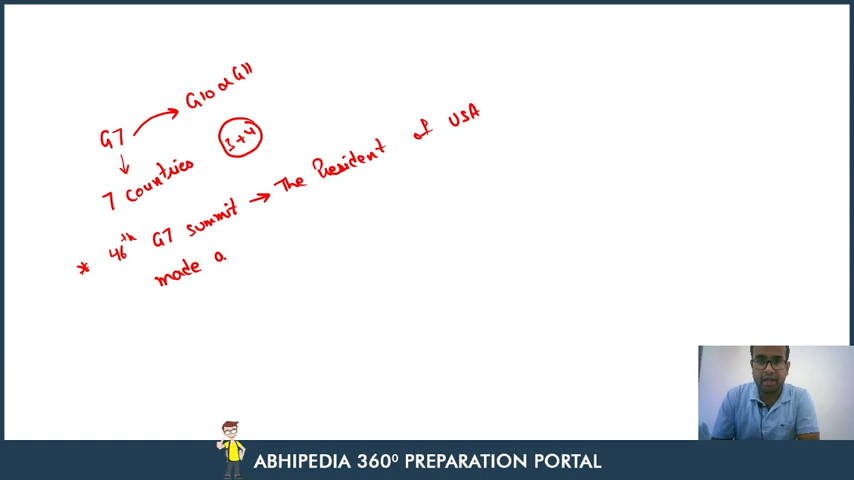 G7 → G10 or G11
↓
7 countries
3+4
* 46th G7 summit → The President of USA
made a
ABHIPEDIA 360⁰ PREPARATION PORTAL